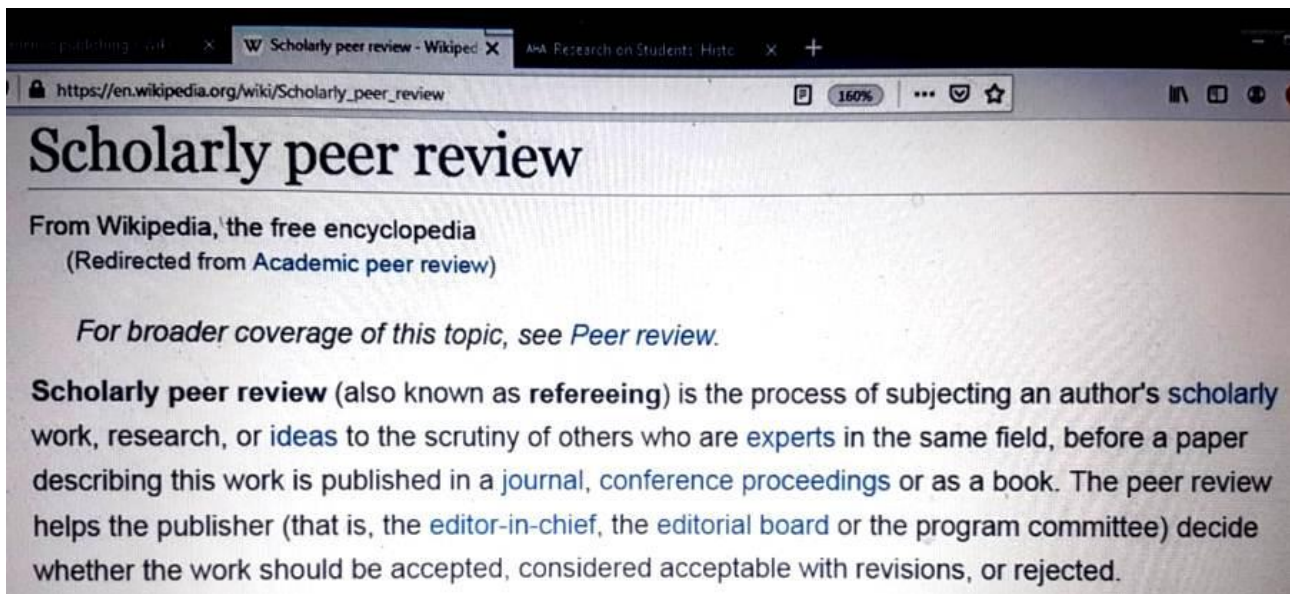 W Scholarly peer review - Wikiped X AHA Research on Students Histo X +
https://en.wikipedia.org/wiki/Scholarly_peer_review 160%
Scholarly peer review
From Wikipedia, the free encyclopedia
(Redirected from Academic peer review)
For broader coverage of this topic, see Peer review.
Scholarly peer review (also known as refereeing) is the process of subjecting an author's scholarly
work, research, or ideas to the scrutiny of others who are experts in the same field, before a paper
describing this work is published in a journal, conference proceedings or as a book. The peer review
helps the publisher (that is, the editor-in-chief, the editorial board or the program committee) decide
whether the work should be accepted, considered acceptable with revisions, or rejected.